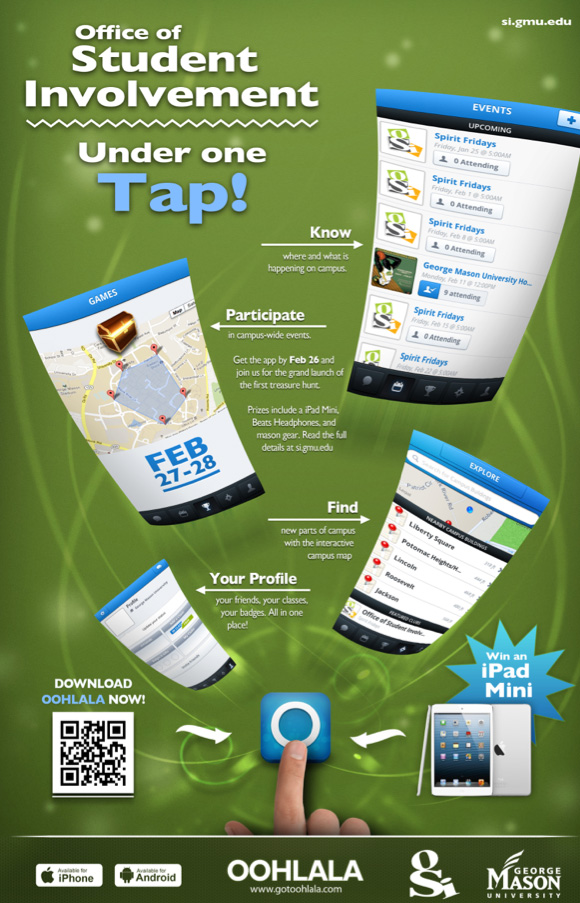 si.gmu.edu
Office of
Student
Involvement
Under one
Tap!
EVENTS
UPCOMING
Spirit Fridays
Friday, Jan 25 @ 5:00AM
0 Attending
Spirit Fridays
Friday, Feb 1 @ 5:00AM
0 Attending
Spirit Fridays
Friday, Feb 8 @ 5:00AM
0 Attending
George Mason University Ho...
Monday, Feb 11 @ 12:00PM
9 attending
Spirit Fridays
Friday, Feb 15 @ 5:00AM
0 Attending
Spirit Fridays
Friday, Feb 22 @ 5:00AM
Know
where and what is
happening on campus.
GAMES
Map
FEB
27-28
Participate
in campus-wide events.
Get the app by Feb 26 and
join us for the grand launch of
the first treasure hunt.
Prizes include a iPad Mini,
Beats Headphones, and
mason gear. Read the full
details at si.gmu.edu
EXPLORE
NEARBY CAMPUS BUILDINGS
Liberty Square
Potomac Heights/H...
Lincoln
Roosevelt
Jackson
FEATURED CLUBS
Office of Student Involv...
Find
new parts of campus
with the interactive
campus map
Profile
Your Profile
your friends, your classes,
your badges. All in one
place!
Win an
iPad
Mini
DOWNLOAD
OOHLALA NOW!
Available for
iPhone
Available for
Android
OOHLALA
www.gotoohlala.com
GEORGE
MASON
UNIVERSITY